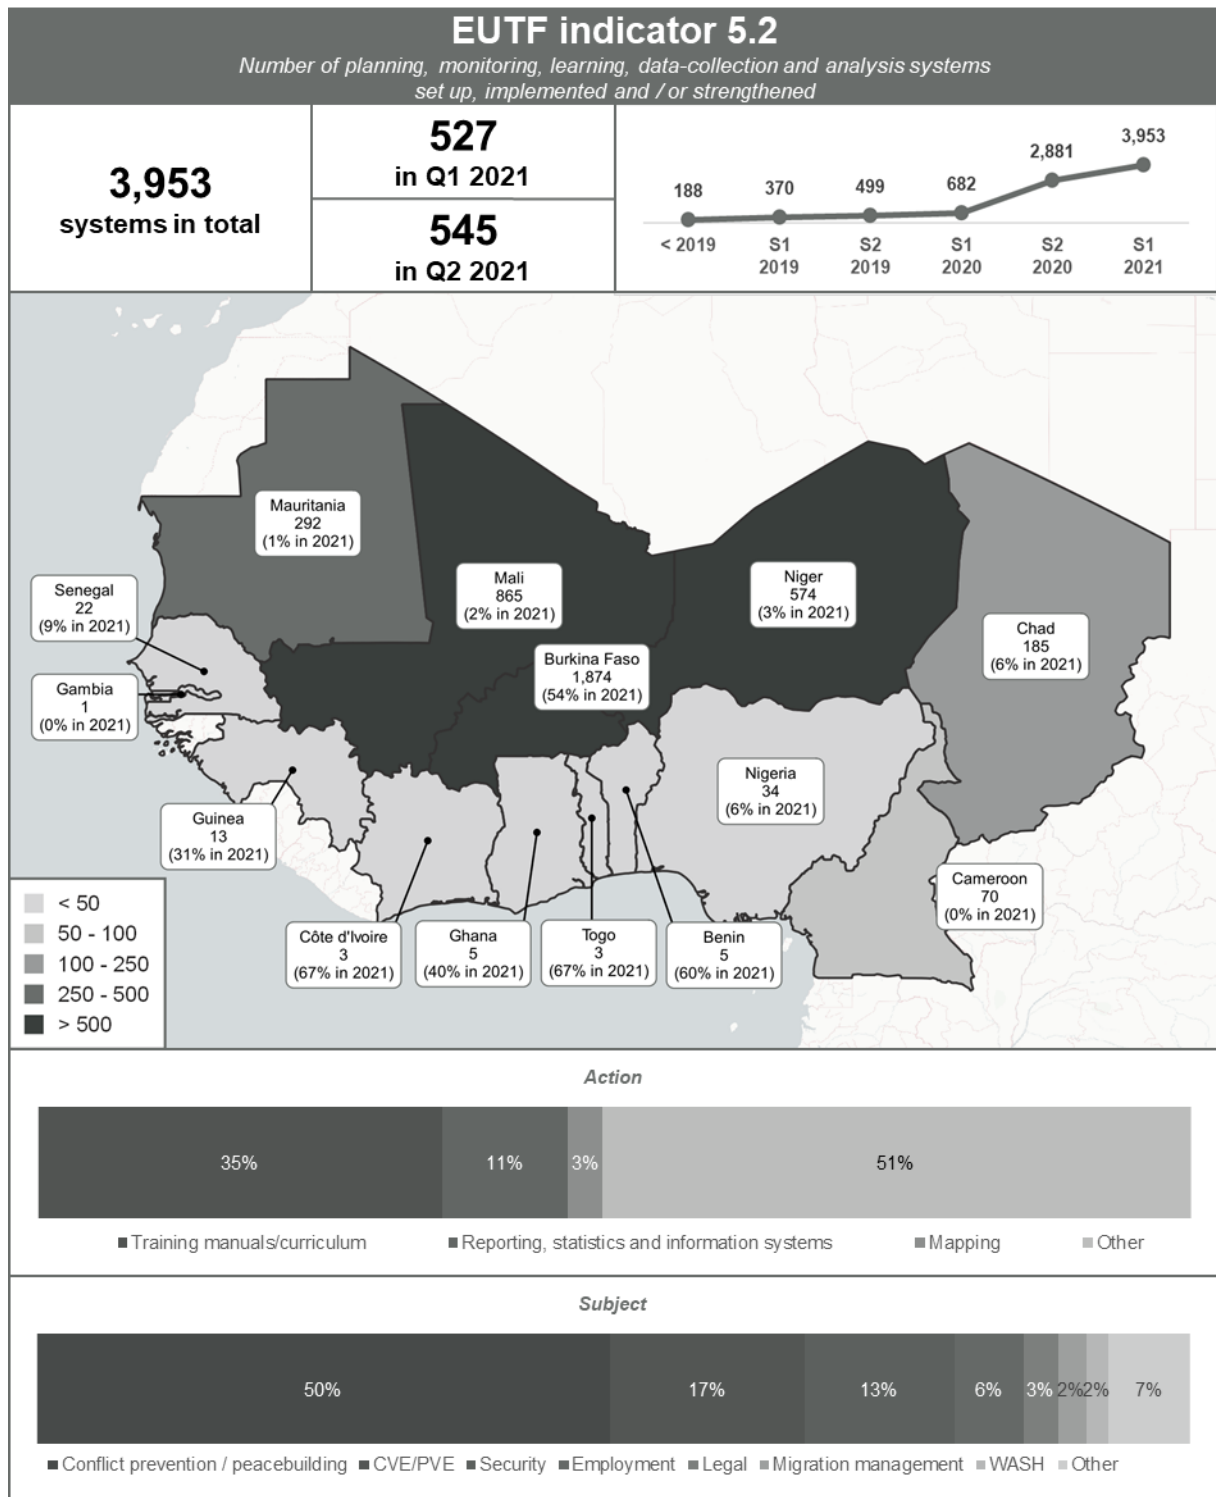 EUTF indicator 5.2
Number of planning, monitoring, learning, data-collection and analysis systems
set up, implemented and / or strengthened
3,953
systems in total
527
in Q1 2021
545
in Q2 2021
188
370
499
682
2,881
3,953
< 2019
S1
2019
S2
2019
S1
2020
S2
2020
S1
2021
Mauritania
292
(1% in 2021)
Mali
865
(2% in 2021)
Niger
574
(3% in 2021)
Chad
185
(6% in 2021)
Senegal
22
(9% in 2021)
Burkina Faso
1,874
(54% in 2021)
Gambia
1
(0% in 2021)
Nigeria
34
(6% in 2021)
Guinea
13
(31% in 2021)
Cameroon
70
(0% in 2021)
Côte d'Ivoire
3
(67% in 2021)
Ghana
5
(40% in 2021)
Togo
3
(67% in 2021)
Benin
5
(60% in 2021)
< 50
50 - 100
100 - 250
250 - 500
> 500
Action
35% 11% 3% 51%
Training manuals/curriculum Reporting, statistics and information systems Mapping Other
Subject
50% 17% 13% 6% 3% 2% 2% 7%
Conflict prevention / peacebuilding CVE/PVE Security Employment Legal Migration management WASH Other